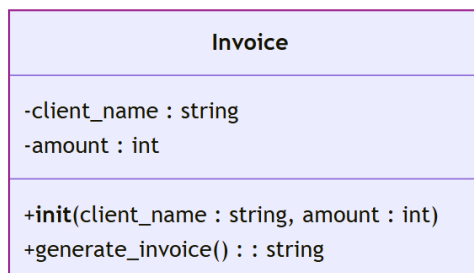 Invoice
-client_name : string
-amount : int
+init(client_name : string, amount : int)
+generate_invoice() : : string